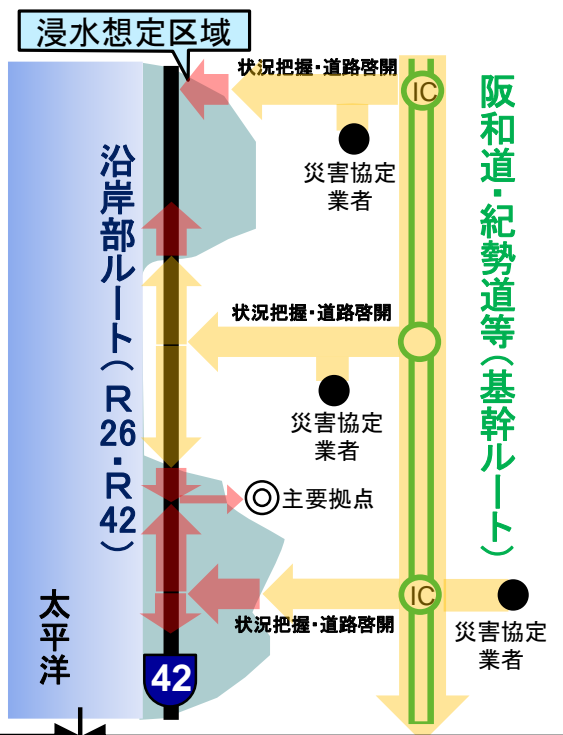 浸水想定区域
状況把握・道路啓開
IC
災害協定
業者
阪和道・紀勢道等(基幹ルート)
沿岸部ルート(R26・R42)
状況把握・道路啓開
災害協定
業者
主要拠点
IC
状況把握・道路啓開
災害協定
業者
太平洋
42